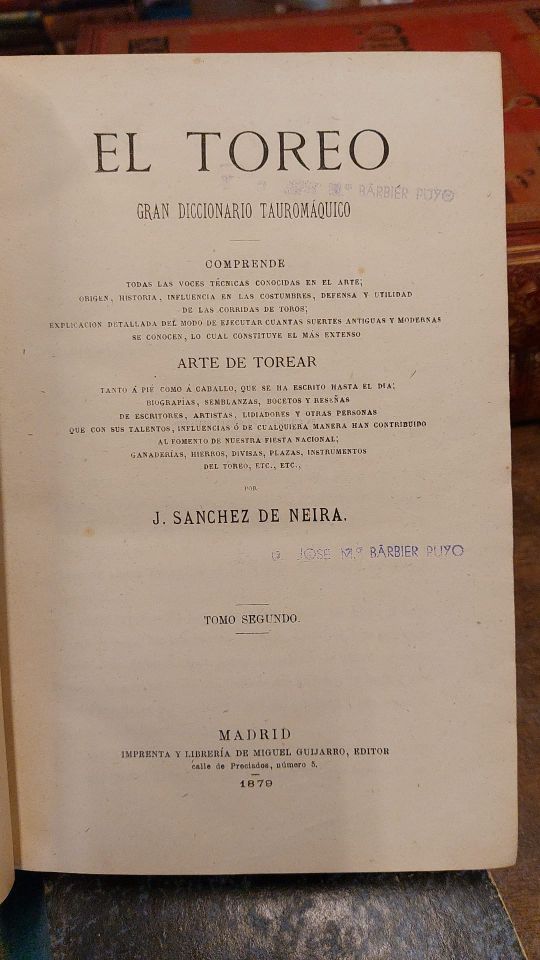 EL TOREO
Mª BÁRBIER PUYO
GRAN DICCIONARIO TAUROMÁQUICO
COMPRENDE
TODAS LAS VOCES TÉCNICAS CONOCIDAS EN EL ARTE;
ORIGEN, HISTORIA, INFLUENCIA EN LAS COSTUMBRES, DEFENSA Y UTILIDAD
DE LAS CORRIDAS DE TOROS;
EXPLICACION DETALLADA DEL MODO DE EJECUTAR CUANTAS SUERTES ANTIGUAS Y MODERNAS
SE CONOCEN, LO CUAL CONSTITUYE EL MÁS EXTENSO
ARTE DE TOREAR
TANTO Á PIÉ COMO Á CABALLO, QUE SE HA ESCRITO HASTA EL DIA;
BIOGRAFÍAS, SEMBLANZAS, BOCETOS Y RESEÑAS
DE ESCRITORES, ARTISTAS, LIDIADORES Y OTRAS PERSONAS
QUE CON SUS TALENTOS, INFLUENCIAS Ó DE CUALQUIERA MANERA HAN CONTRIBUIDO
AL FOMENTO DE NUESTRA FIESTA NACIONAL;
GANADERÍAS, HIERROS, DIVISAS, PLAZAS, INSTRUMENTOS
DEL TOREO, ETC., ETC.,
POR
J. SANCHEZ DE NEIRA.
JOSE Mª BÁRBIER PUYO
TOMO SEGUNDO.
MADRID
IMPRENTA Y LIBRERÍA DE MIGUEL GUIJARRO, EDITOR
calle de Preciados, número 5.
1879